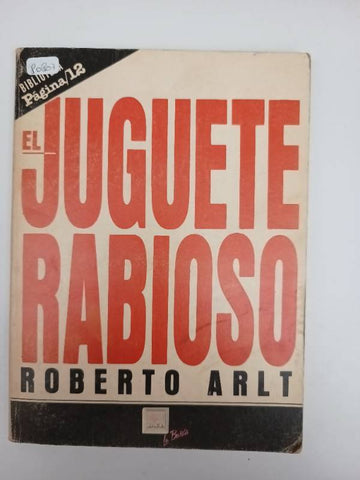 BIBLIOTECA
Página/12
EL
JUGUETE
RABIOSO
ROBERTO ARLT